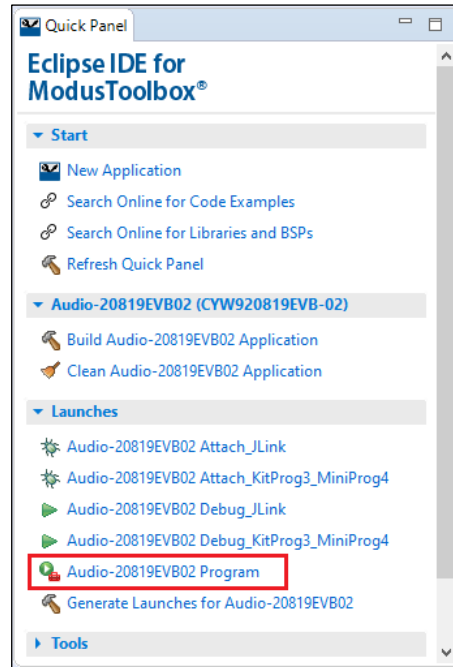 Quick Panel
Eclipse IDE for
ModusToolbox®
Start
New Application
Search Online for Code Examples
Search Online for Libraries and BSPs
Refresh Quick Panel
Audio-20819EVB02 (CYW920819EVB-02)
Build Audio-20819EVB02 Application
Clean Audio-20819EVB02 Application
Launches
Audio-20819EVB02 Attach_JLink
Audio-20819EVB02 Attach_KitProg3_MiniProg4
Audio-20819EVB02 Debug_JLink
Audio-20819EVB02 Debug_KitProg3_MiniProg4
Audio-20819EVB02 Program
Generate Launches for Audio-20819EVB02
Tools